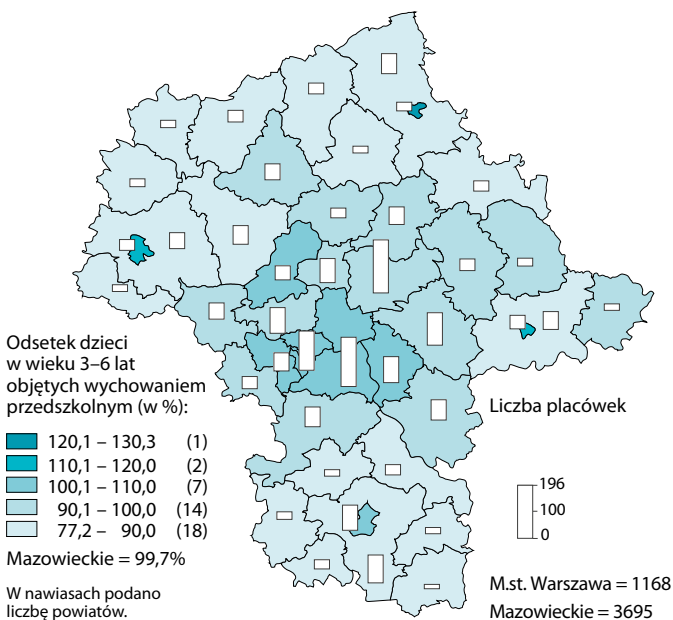 Odsetek dzieci
w wieku 3–6 lat
objętych wychowaniem
przedszkolnym (w %):
120,1 – 130,3 (1)
110,1 – 120,0 (2)
100,1 – 110,0 (7)
90,1 – 100,0 (14)
77,2 – 90,0 (18)
Mazowieckie = 99,7%
W nawiasach podano
liczbę powiatów.
Liczba placówek
196
100
0
M.st. Warszawa = 1168
Mazowieckie = 3695